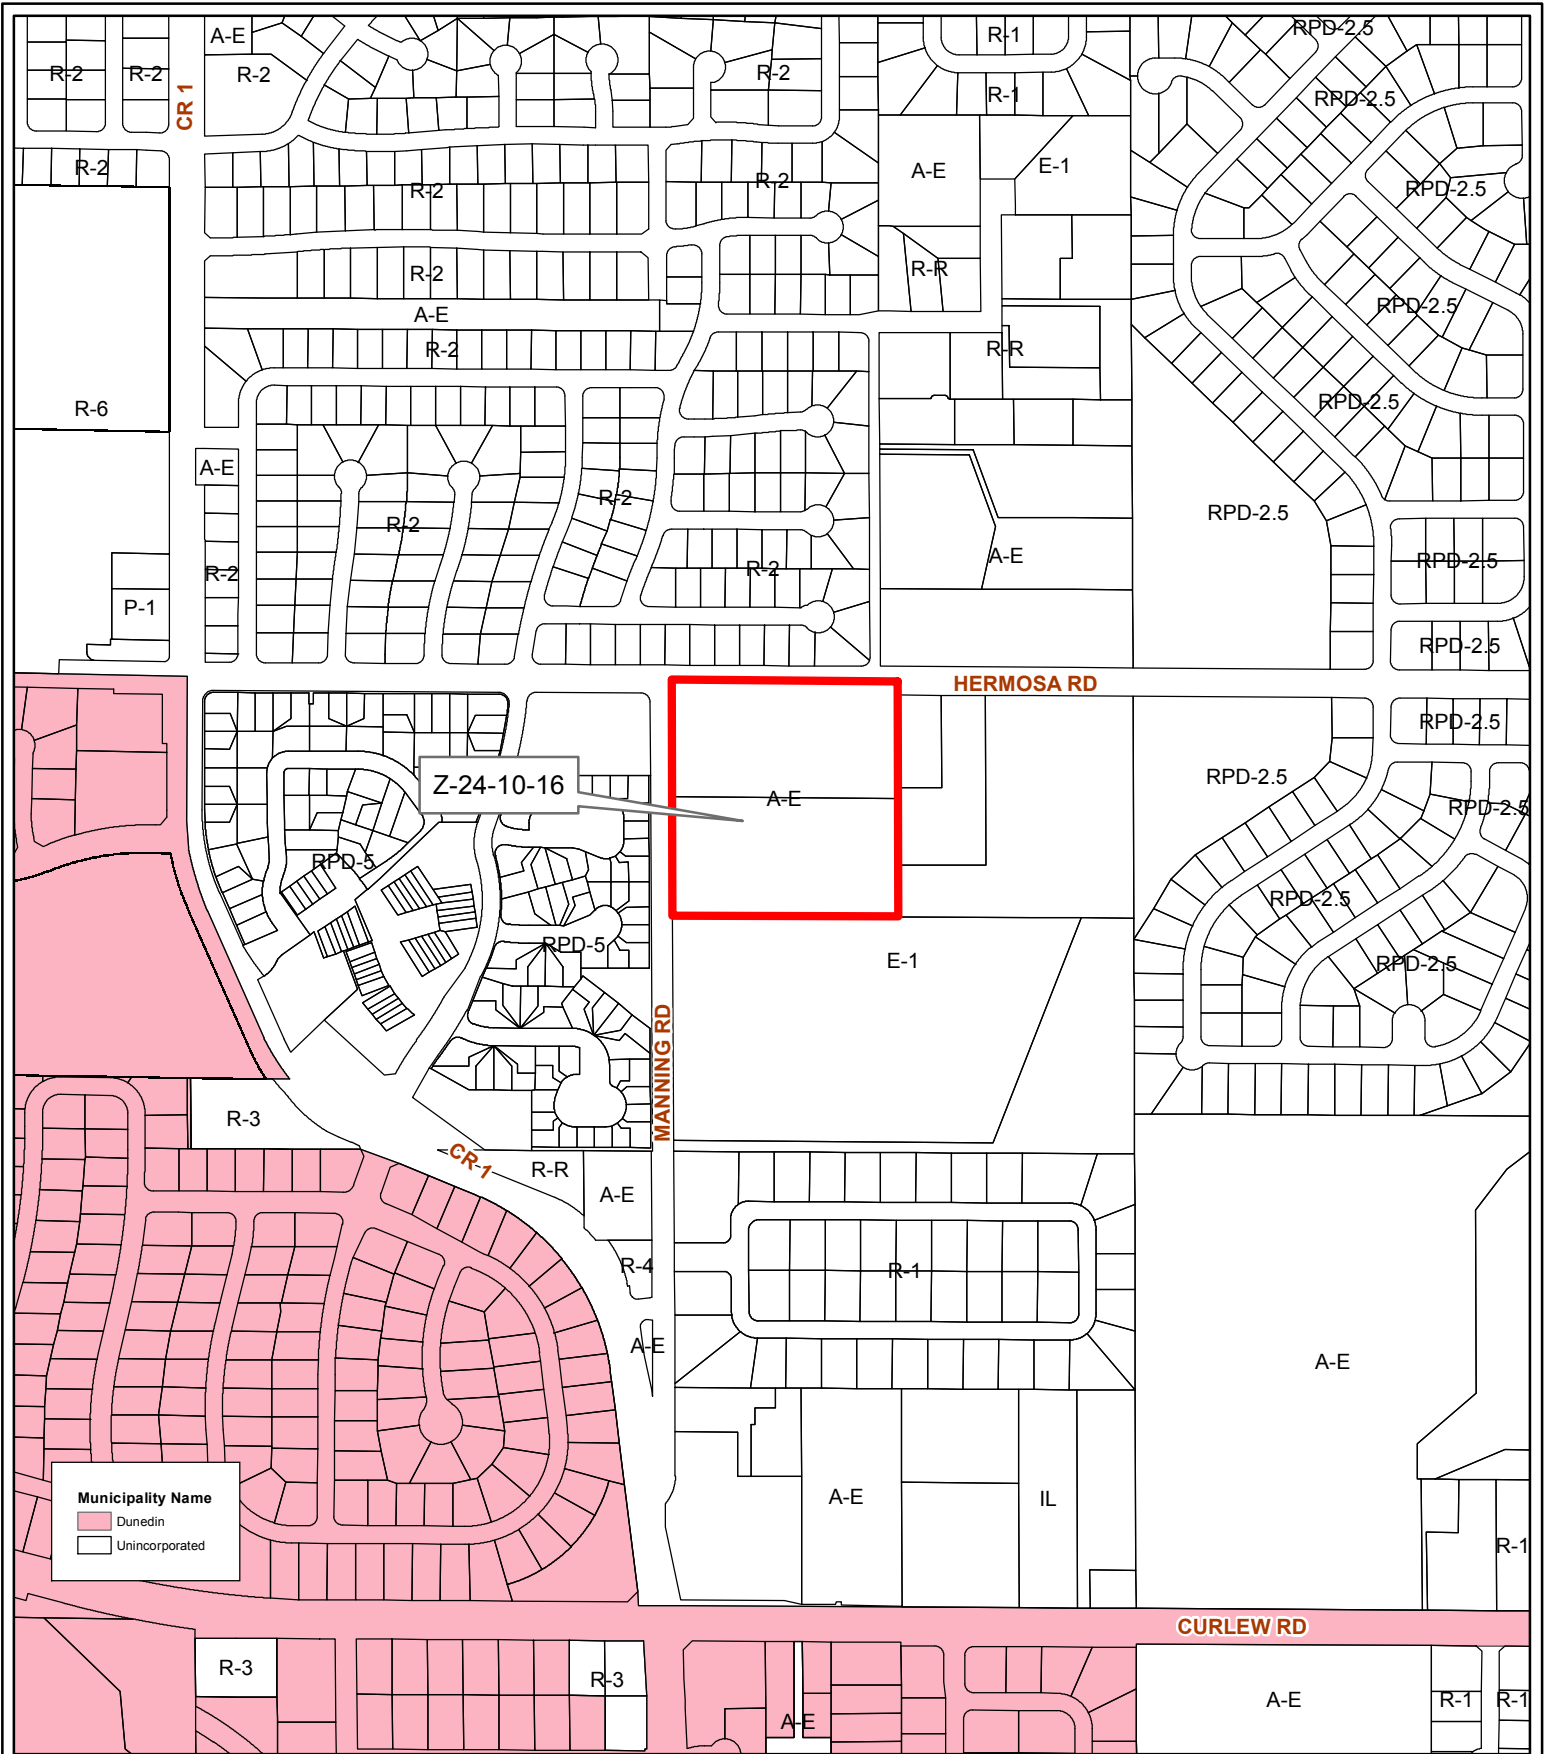 A-E
R-1
RPD-2.5
R-2
R-2
R-2
R-2
CR 1
R-1
RPD-2.5
R-2
R-2
R-2
A-E
E-1
RPD-2.5
R-2
R-R
A-E
RPD-2.5
R-2
R-R
R-6
RPD-2.5
A-E
R-2
R-2
RPD-2.5
R-2
R-2
A-E
RPD-2.5
P-1
RPD-2.5
HERMOSA RD
RPD-2.5
Z-24-10-16
A-E
RPD-2.5
RPD-2.5
RPD-5
RPD-2.5
RPD-5
E-1
RPD-2.5
MANNING RD
R-3
CR-1
R-R
A-E
R-4
R-1
A-E
A-E
A-E
IL
Municipality Name
Dunedin
Unincorporated
R-1
CURLEW RD
R-3
R-3
A-E
A-E
R-1
R-1